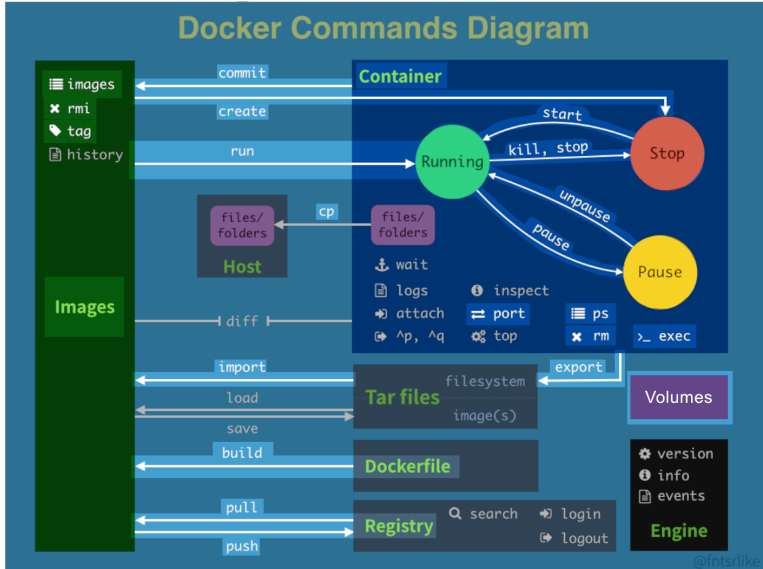 Docker Commands Diagram
images
rmi
tag
history
Images
commit
create
run
Container
start
kill, stop
Running
Stop
unpause
pause
Pause
files/
folders
cp
files/
folders
Host
wait
logs
inspect
attach
port
ps
^p, ^q
top
rm
>_ exec
diff
import
export
filesystem
Tar files
load
image(s)
save
Volumes
build
Dockerfile
version
info
events
Engine
pull
search
login
Registry
logout
push
@fntsrlike